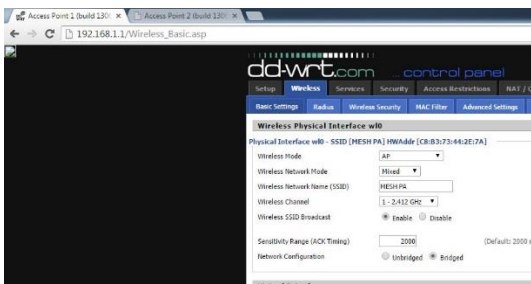 Access Point 1 (build 130
Access Point 2 (build 130
192.168.1.1/Wireless_Basic.asp
dd-wrt.com ... control panel
Setup Wireless Services Security Access Restrictions NAT /
Basic Settings Radius Wireless Security MAC Filter Advanced Settings
Wireless Physical Interface wl0
Physical Interface wl0 - SSID [MESH PA] HWAddr [C8:B3:73:44:2E:7A]
Wireless Mode AP
Wireless Network Mode Mixed
Wireless Network Name (SSID) MESH PA
Wireless Channel 1 - 2.412 GHz
Wireless SSID Broadcast Enable Disable
Sensitivity Range (ACK Timing) 2000 (Default: 2000
Network Configuration Unbridged Bridged